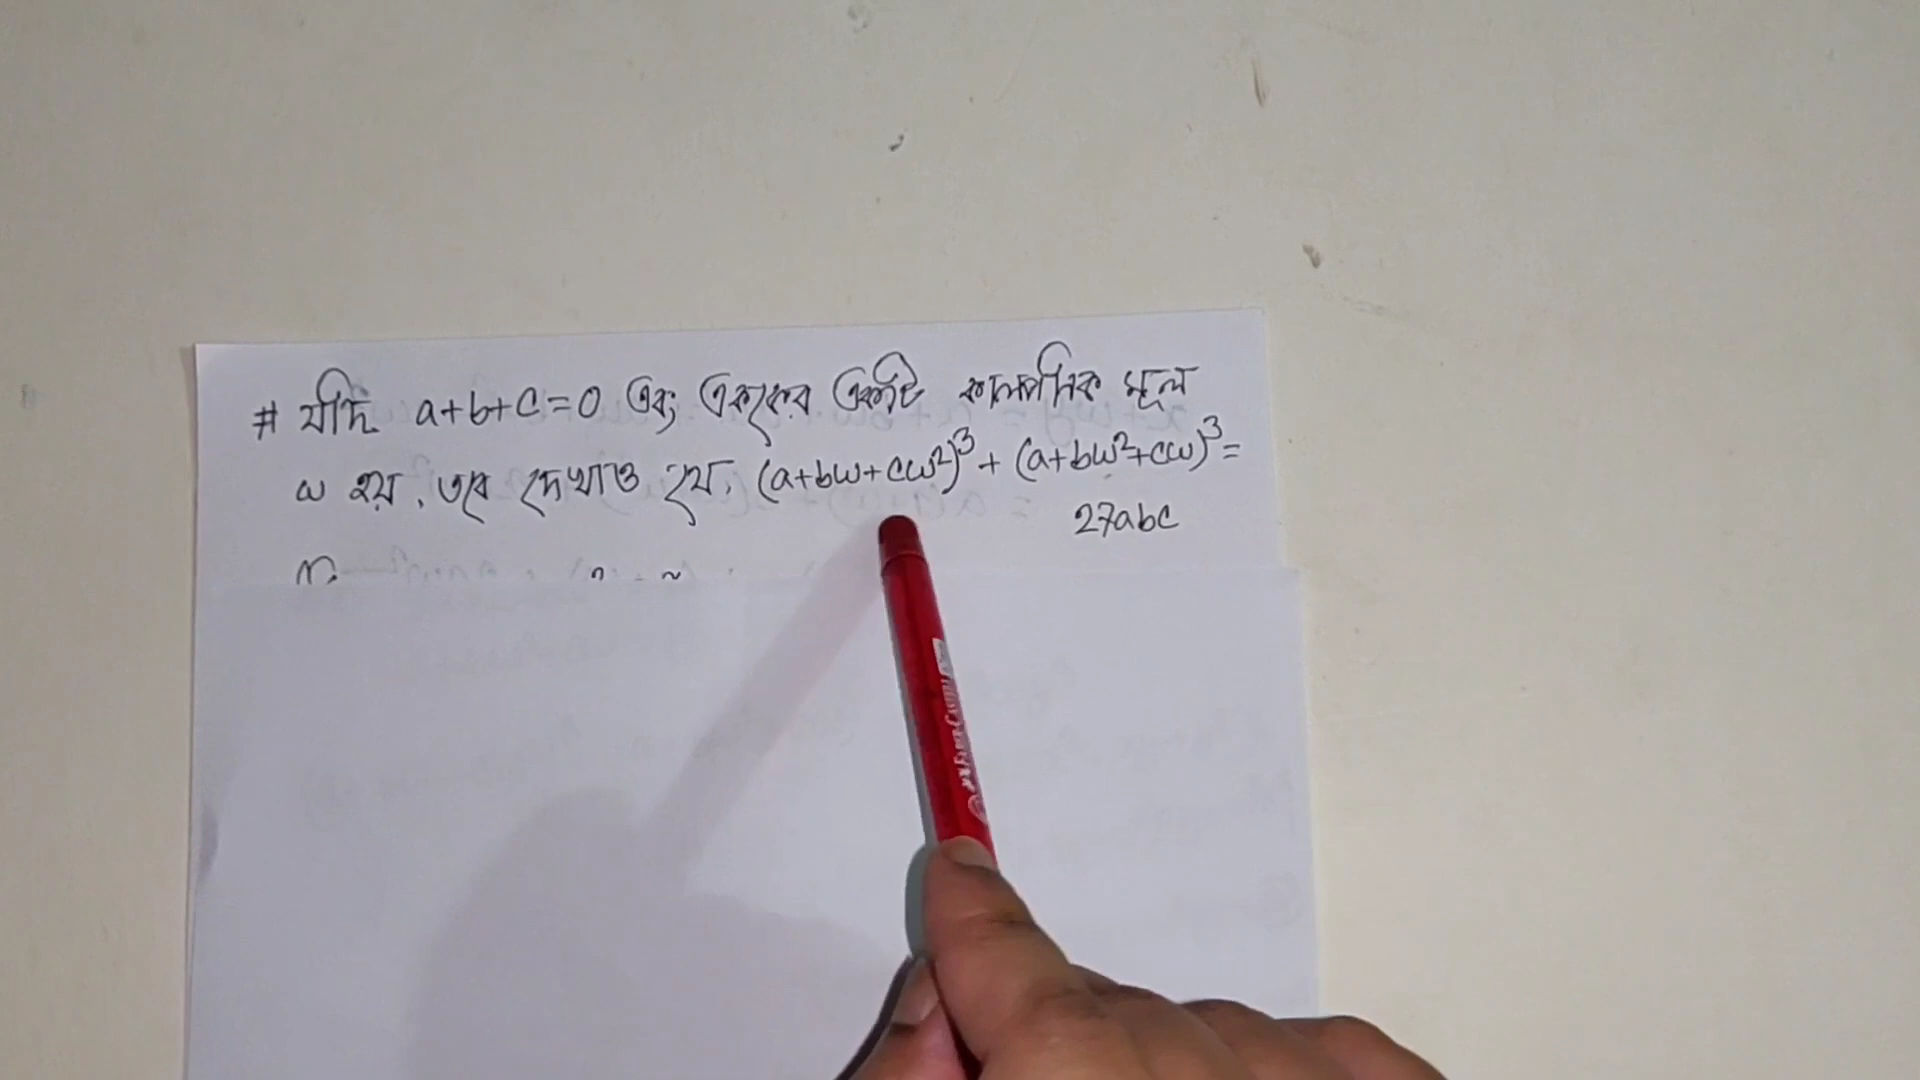 # যদি a+b+c=0 এবং এককের একটি কাল্পনিক মূল
ω হয়, তবে দেখাও যে, (a+bω+cω²)³ + (a+bω²+cω)³ =
27abc